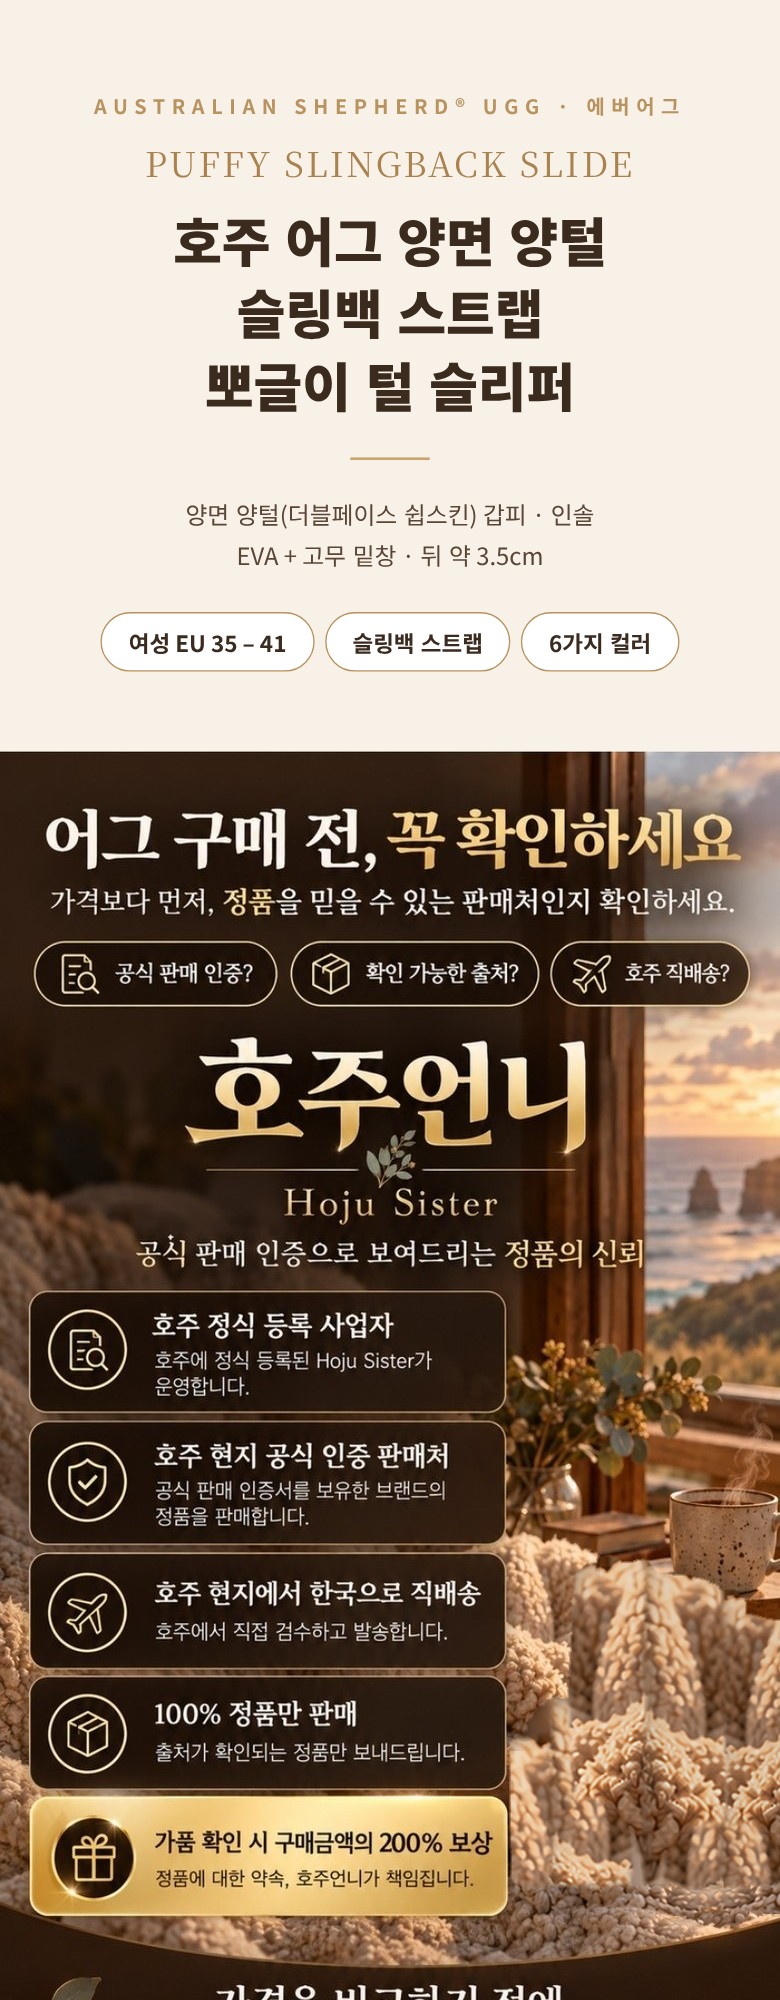 AUSTRALIAN SHEPHERD® UGG · 에버어그
PUFFY SLINGBACK SLIDE
호주 어그 양면 양털
슬링백 스트랩
뽀글이 털 슬리퍼
양면 양털(더블페이스 쉽스킨) 갑피 · 인솔
EVA + 고무 밑창 · 뒤 약 3.5cm
여성 EU 35 – 41
슬링백 스트랩
6가지 컬러
어그 구매 전, 꼭 확인하세요
가격보다 먼저, 정품을 믿을 수 있는 판매처인지 확인하세요.
공식 판매 인증?
확인 가능한 출처?
호주 직배송?
호주언니
Hoju Sister
공식 판매 인증으로 보여드리는 정품의 신뢰
호주 정식 등록 사업자
호주에 정식 등록된 Hoju Sister가
운영합니다.
호주 현지 공식 인증 판매처
공식 판매 인증서를 보유한 브랜드의
정품을 판매합니다.
호주 현지에서 한국으로 직배송
호주에서 직접 검수하고 발송합니다.
100% 정품만 판매
출처가 확인되는 정품만 보내드립니다.
가품 확인 시 구매금액의 200% 보상
정품에 대한 약속, 호주언니가 책임집니다.
가격을 비교하기 전에